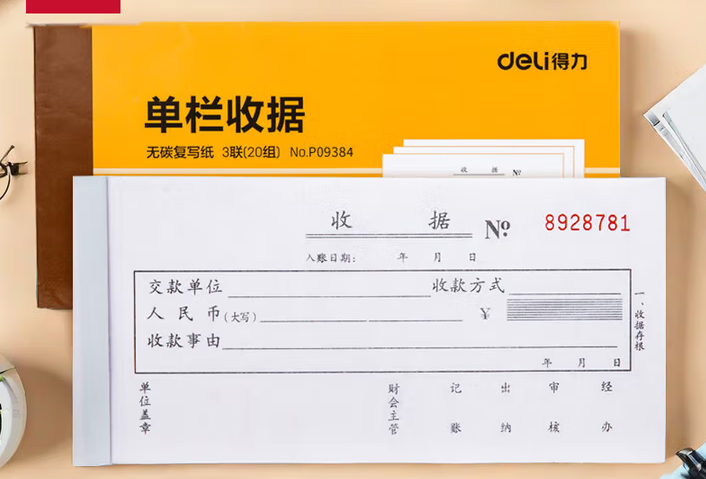 deli得力
单栏收据
无碳复写纸 3联(20组) No.P09384
收 据 №
收 据 № 8928781
入账日期: 年 月 日
交款单位 收款方式
人民币(大写) ¥
收款事由
年 月 日
一、收据存根
单位盖章 财会主管 记账 出纳 审核 经办